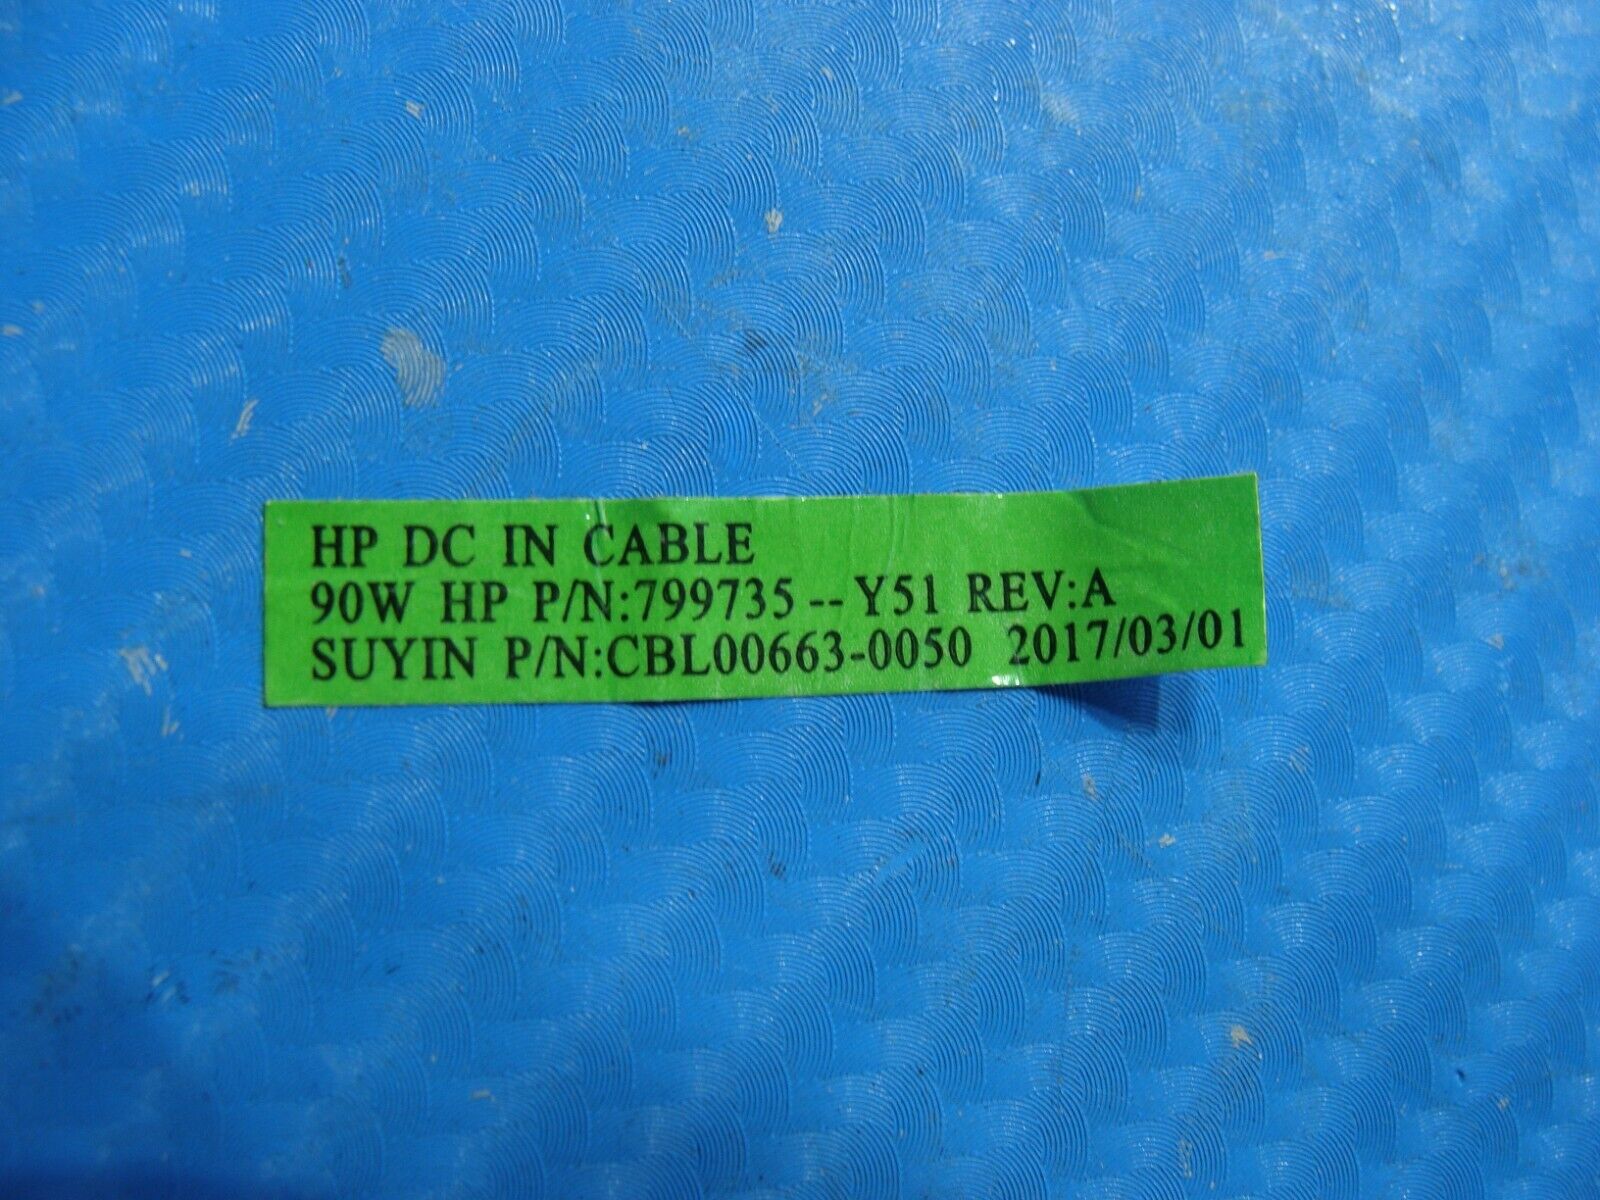 HP DC IN CABLE
90W HP P/N:799735--Y51 REV:A
SUYIN P/N:CBL00663-0050 2017/03/01